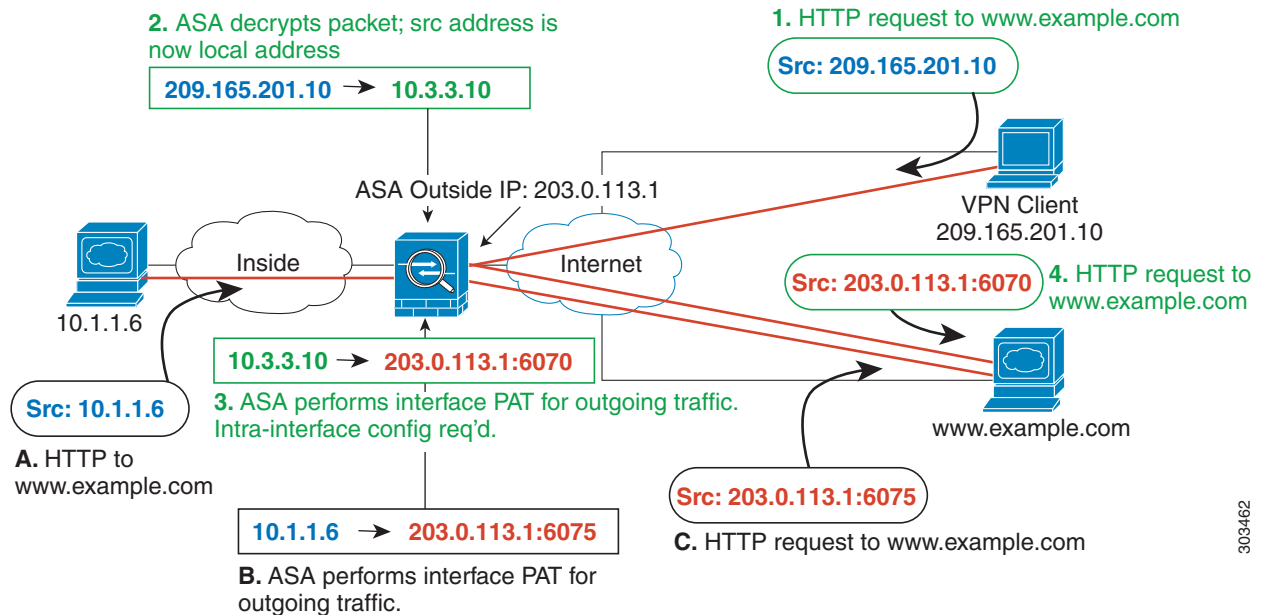 2. ASA decrypts packet; src address is
now local address
209.165.201.10 → 10.3.3.10
1. HTTP request to www.example.com
Src: 209.165.201.10
ASA Outside IP: 203.0.113.1
VPN Client
209.165.201.10
Inside
Internet
10.1.1.6
Src: 203.0.113.1:6070
4. HTTP request to
www.example.com
10.3.3.10 → 203.0.113.1:6070
3. ASA performs interface PAT for outgoing traffic.
Intra-interface config req'd.
Src: 10.1.1.6
A. HTTP to
www.example.com
www.example.com
Src: 203.0.113.1:6075
C. HTTP request to www.example.com
10.1.1.6 → 203.0.113.1:6075
B. ASA performs interface PAT for
outgoing traffic.
303462